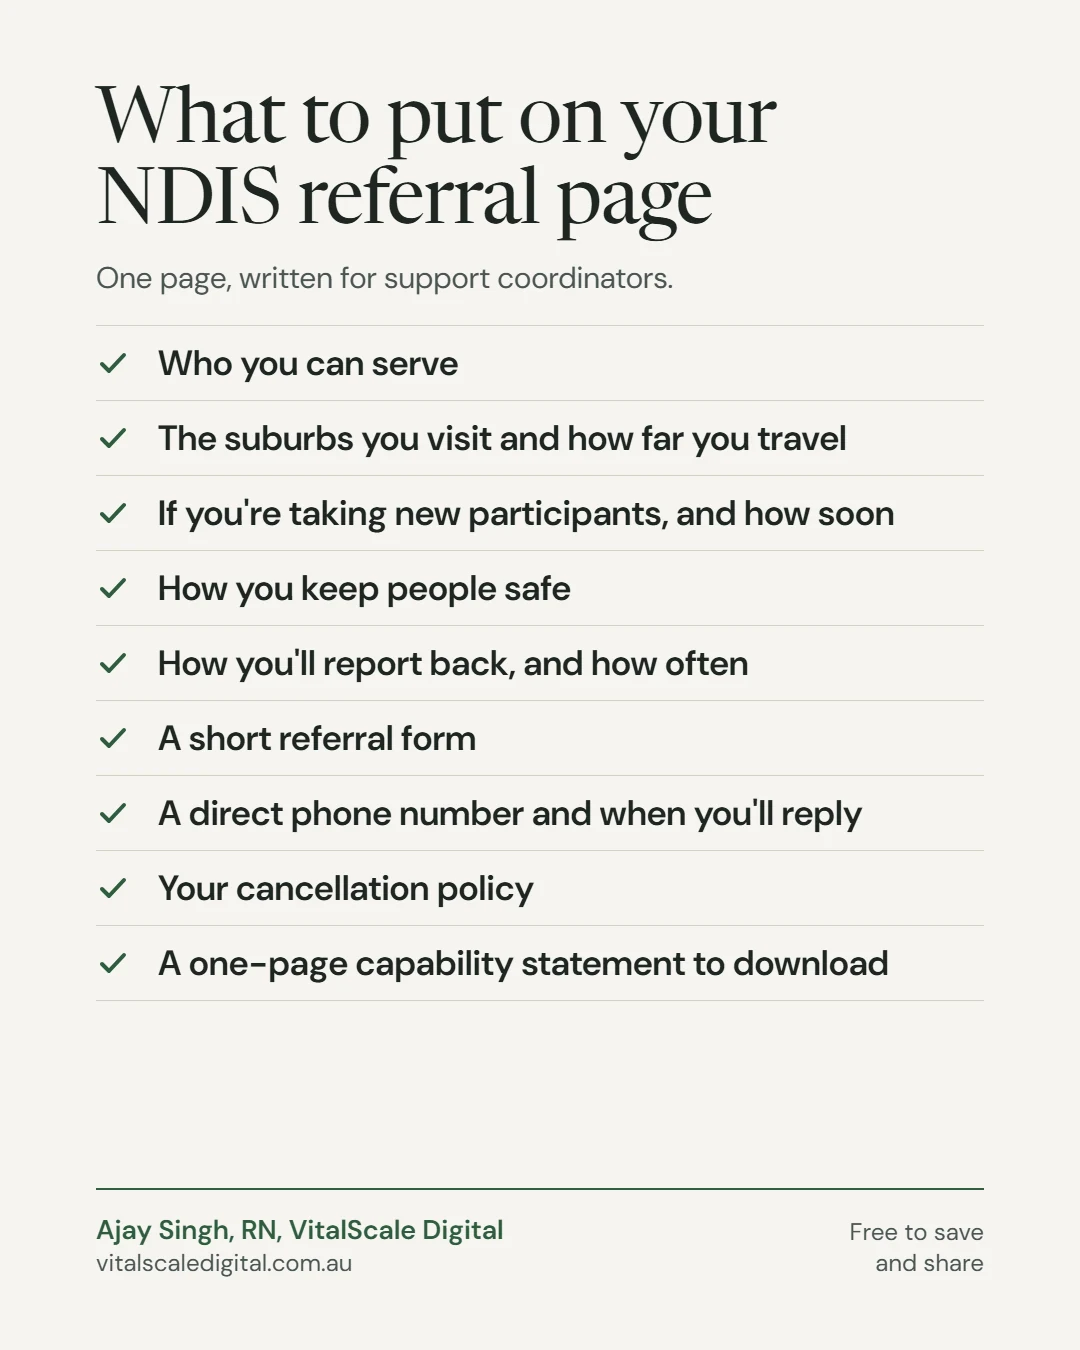 What to put on your
NDIS referral page
One page, written for support coordinators.
Who you can serve
The suburbs you visit and how far you travel
If you're taking new participants, and how soon
How you keep people safe
How you'll report back, and how often
A short referral form
A direct phone number and when you'll reply
Your cancellation policy
A one-page capability statement to download
Ajay Singh, RN, VitalScale Digital
vitalscaledigital.com.au
Free to save
and share